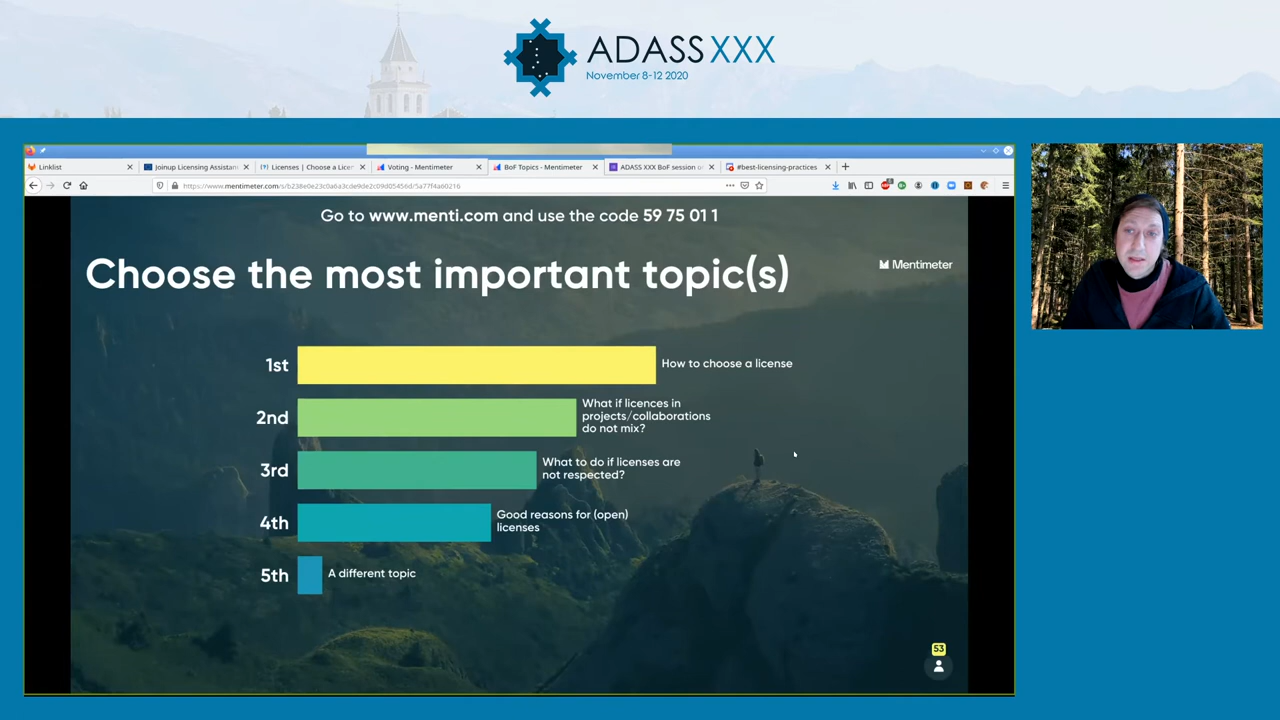 ADASS XXX
November 8-12 2020
Linklist
Joinup Licensing Assistan
Licenses | Choose a Licen
Voting - Mentimeter
BoF Topics - Mentimeter
ADASS XXX BoF session u
#best-licensing-practices
Go to www.menti.com and use the code 59 75 01 1
Choose the most important topic(s)
Mentimeter
1st
How to choose a license
2nd
What if licences in
projects/collaborations
do not mix?
3rd
What to do if licenses are
not respected?
4th
Good reasons for (open)
licenses
5th
A different topic
53